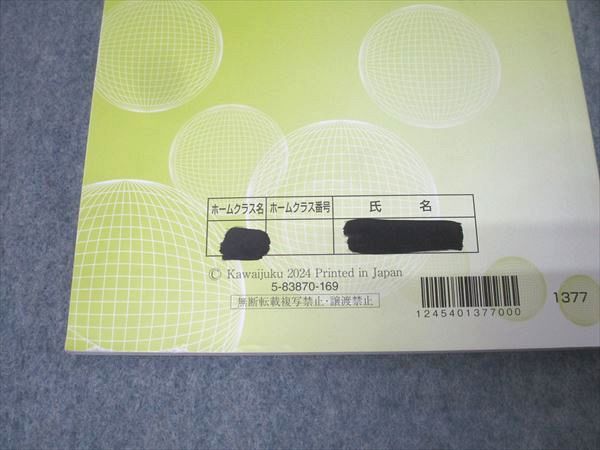 ホームクラス名 ホームクラス番号 氏 名
© Kawaijuku 2024 Printed in Japan
5-83870-169
無断転載複写禁止・譲渡禁止
1245401377000
1377